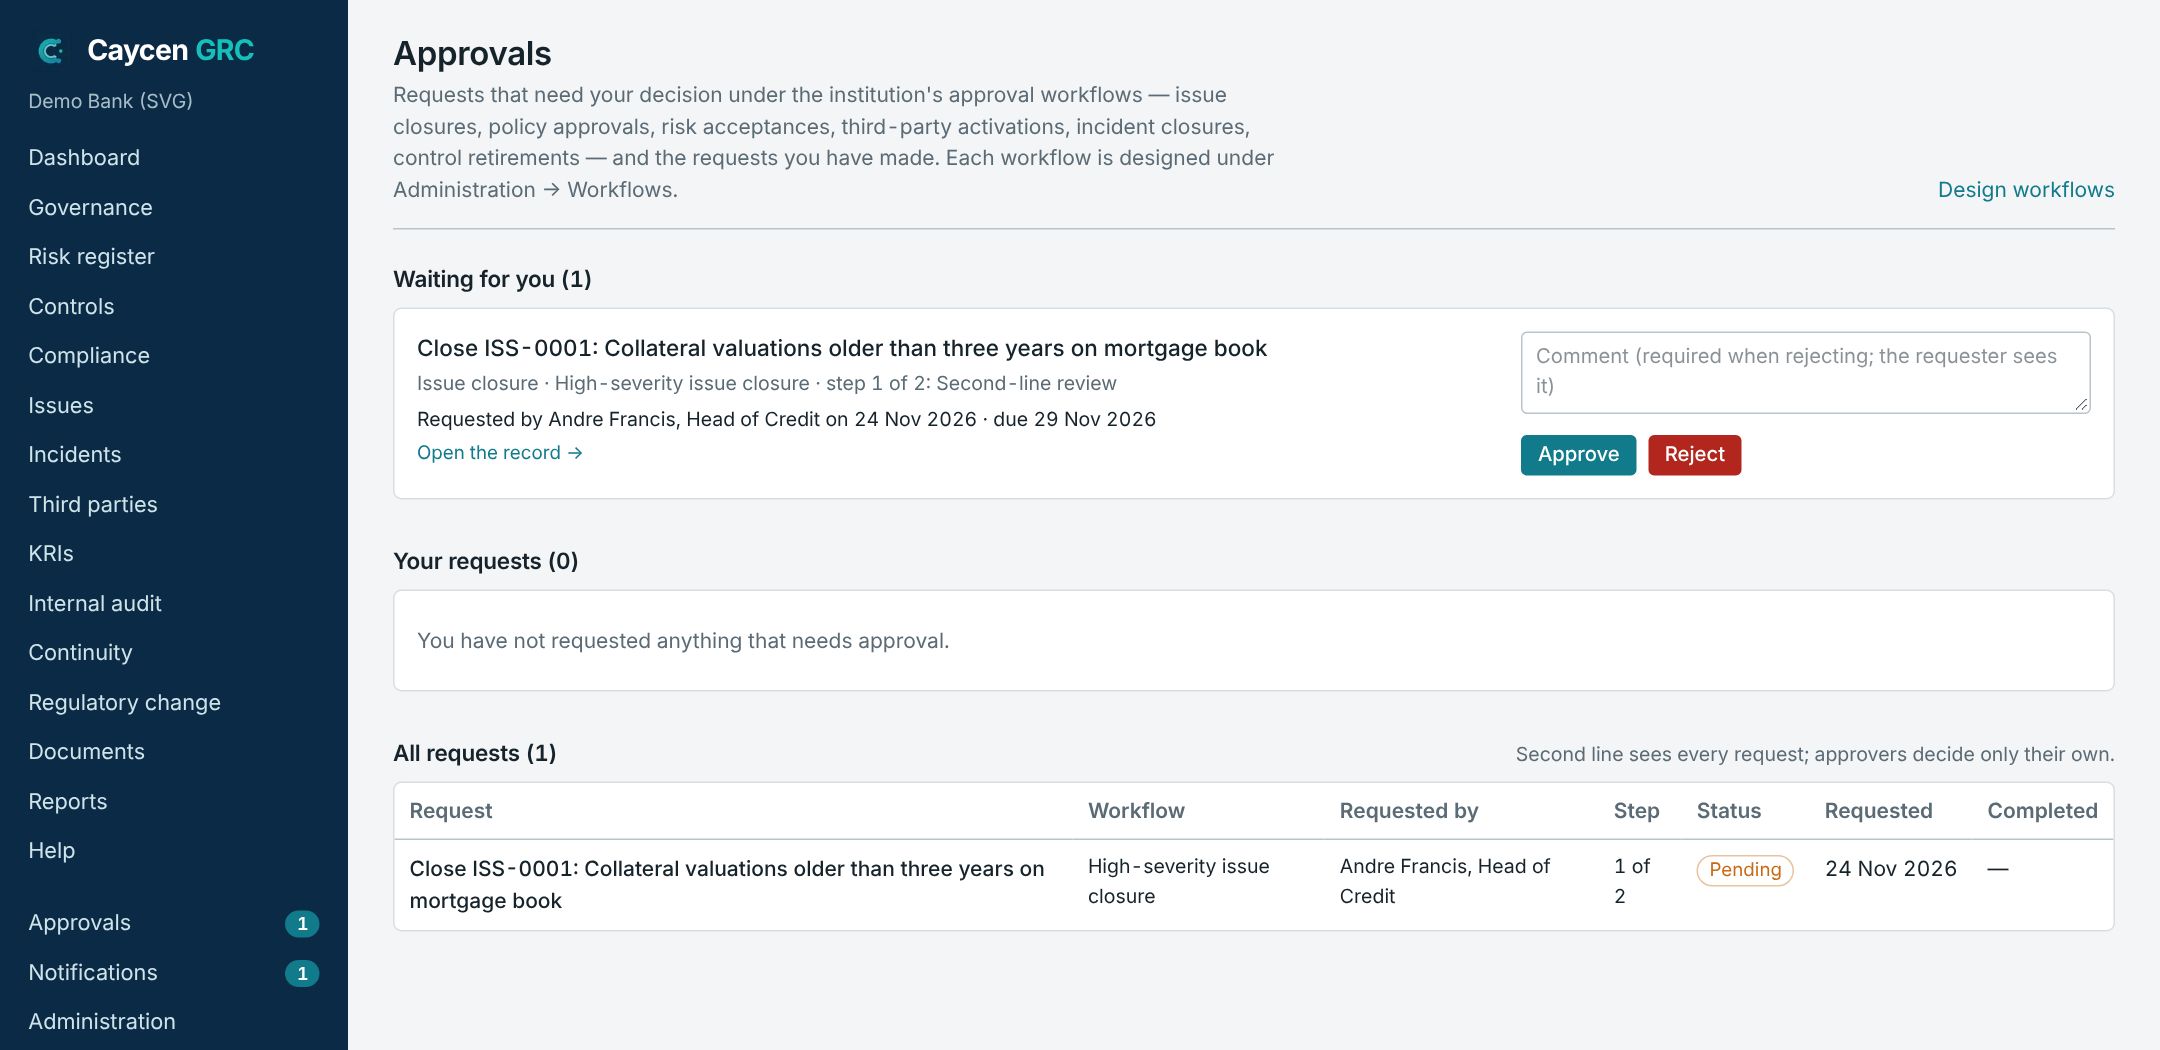 Caycen GRC
Demo Bank (SVG)
Dashboard
Governance
Risk register
Controls
Compliance
Issues
Incidents
Third parties
KRIs
Internal audit
Continuity
Regulatory change
Documents
Reports
Help
Approvals 1
Notifications 1
Administration
Approvals
Requests that need your decision under the institution's approval workflows — issue
closures, policy approvals, risk acceptances, third-party activations, incident closures,
control retirements — and the requests you have made. Each workflow is designed under
Administration → Workflows.
Design workflows
Waiting for you (1)
Close ISS-0001: Collateral valuations older than three years on mortgage book
Issue closure · High-severity issue closure · step 1 of 2: Second-line review
Requested by Andre Francis, Head of Credit on 24 Nov 2026 · due 29 Nov 2026
Open the record →
Comment (required when rejecting; the requester sees
it)
Approve Reject
Your requests (0)
You have not requested anything that needs approval.
All requests (1)
Second line sees every request; approvers decide only their own.
Request Workflow Requested by Step Status Requested Completed
Close ISS-0001: Collateral valuations older than three years on
mortgage book
High-severity issue
closure
Andre Francis, Head of
Credit
1 of
2
Pending
24 Nov 2026
—